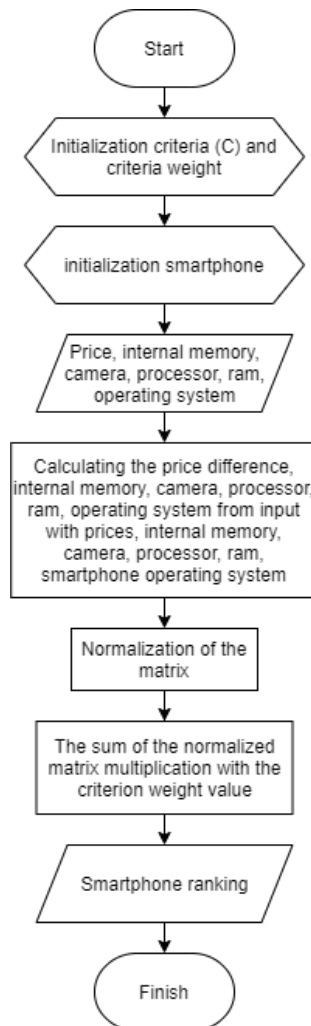 Start
Initialization criteria (C) and
criteria weight
initialization smartphone
Price, internal memory,
camera, processor, ram,
operating system
Calculating the price difference,
internal memory, camera, processor,
ram, operating system from input
with prices, internal memory,
camera, processor, ram,
smartphone operating system
Normalization of the
matrix
The sum of the normalized
matrix multiplication with the
criterion weight value
Smartphone ranking
Finish